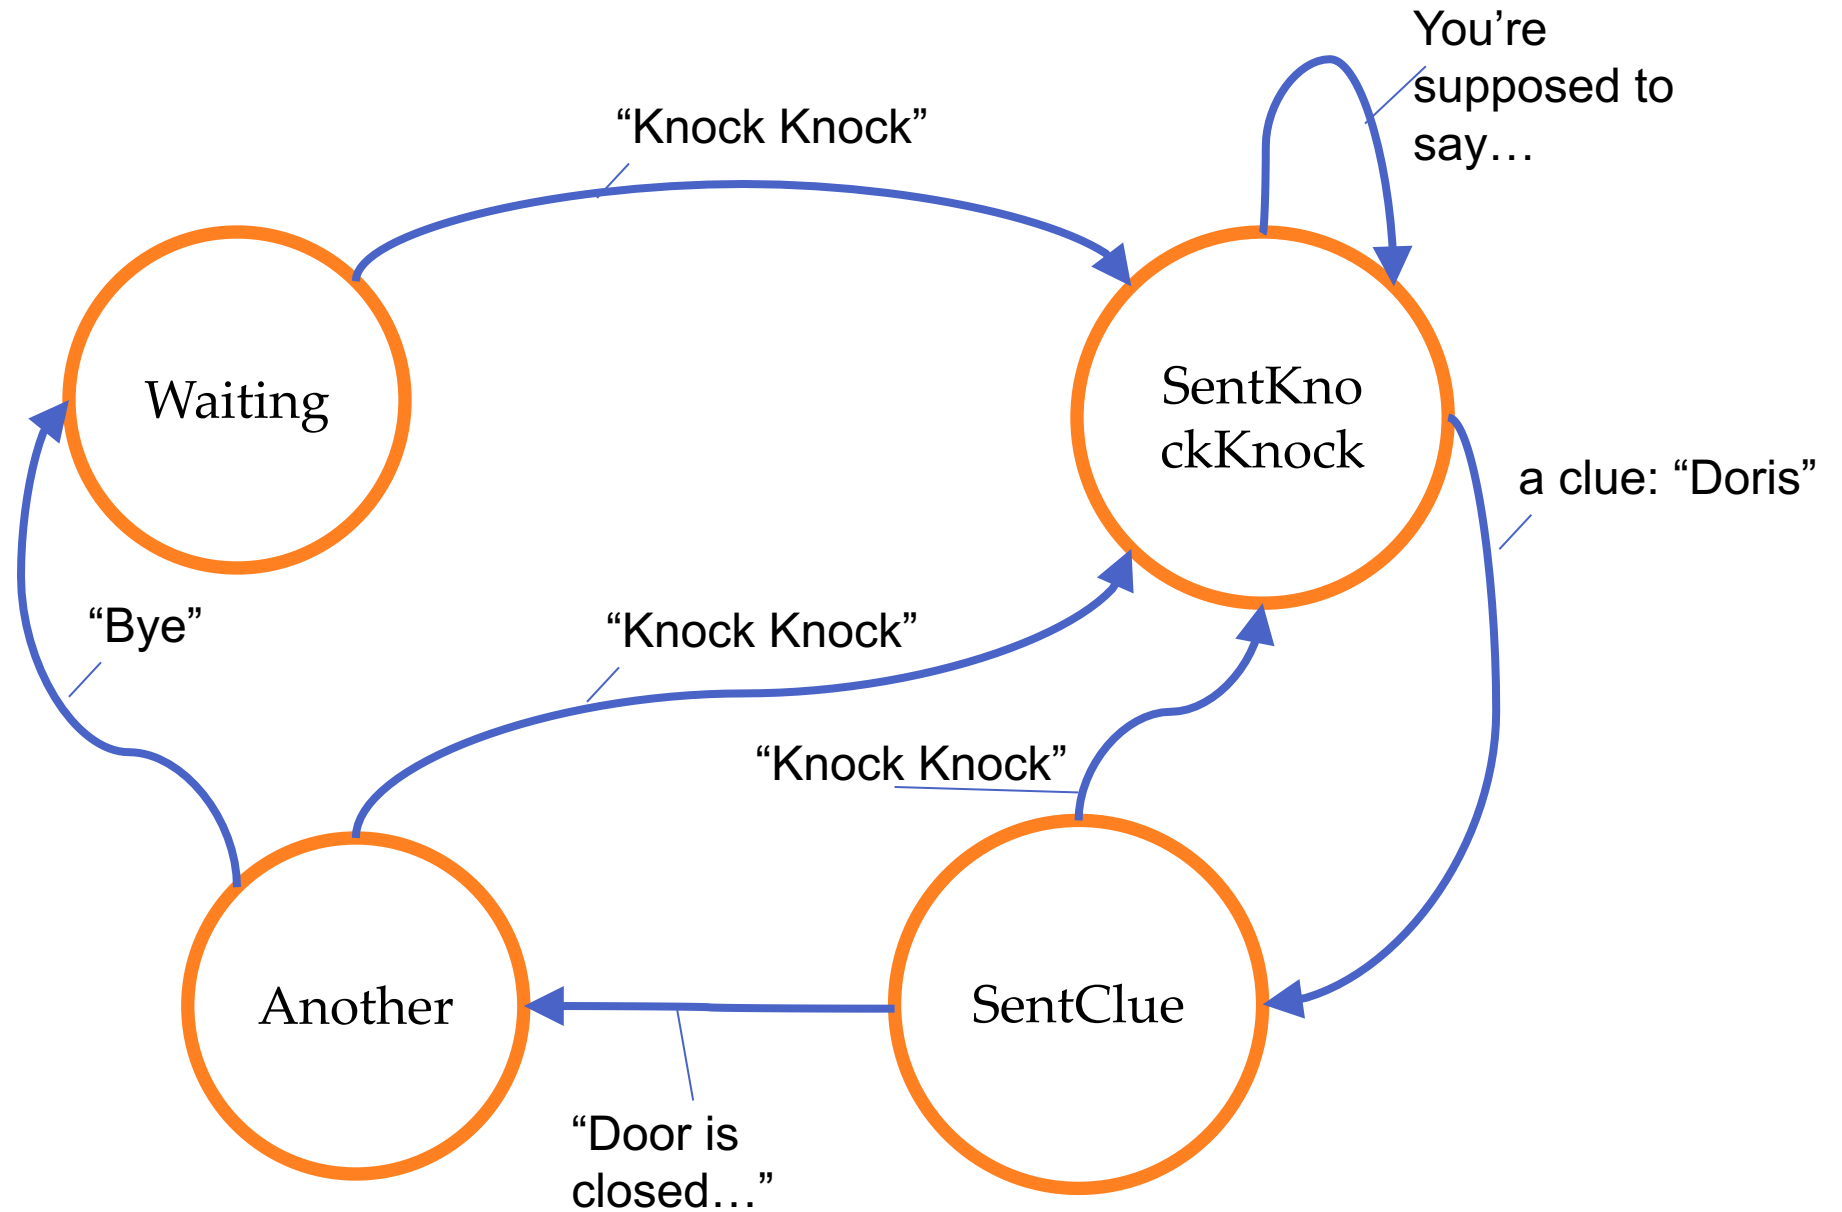 You’re
supposed to
say…
“Knock Knock”
Waiting
SentKno
ckKnock
a clue: “Doris”
“Bye”
“Knock Knock”
“Knock Knock”
Another
SentClue
“Door is
closed…”